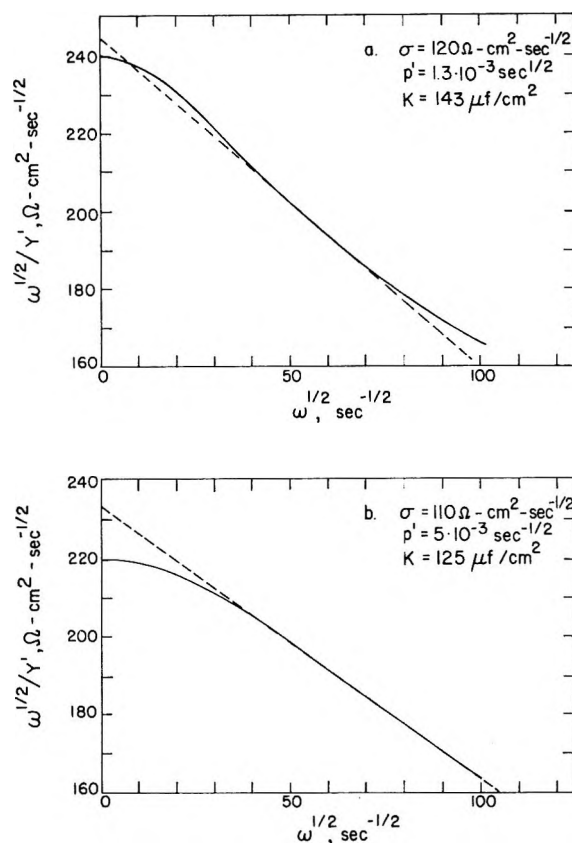 240
220
200
180
160
0
50
100
ω^1/2/Y', Ω-cm²-sec^-1/2
ω^1/2, sec^-1/2
a. σ = 120Ω-cm²-sec^-1/2
p' = 1.3·10^-3 sec^1/2
K = 143 μf/cm²
240
220
200
180
160
0
50
100
ω^1/2/Y', Ω-cm²-sec^-1/2
ω^1/2, sec^-1/2
b. σ = 110Ω-cm²-sec^-1/2
p' = 5·10^-3 sec^-1/2
K = 125 μf/cm²